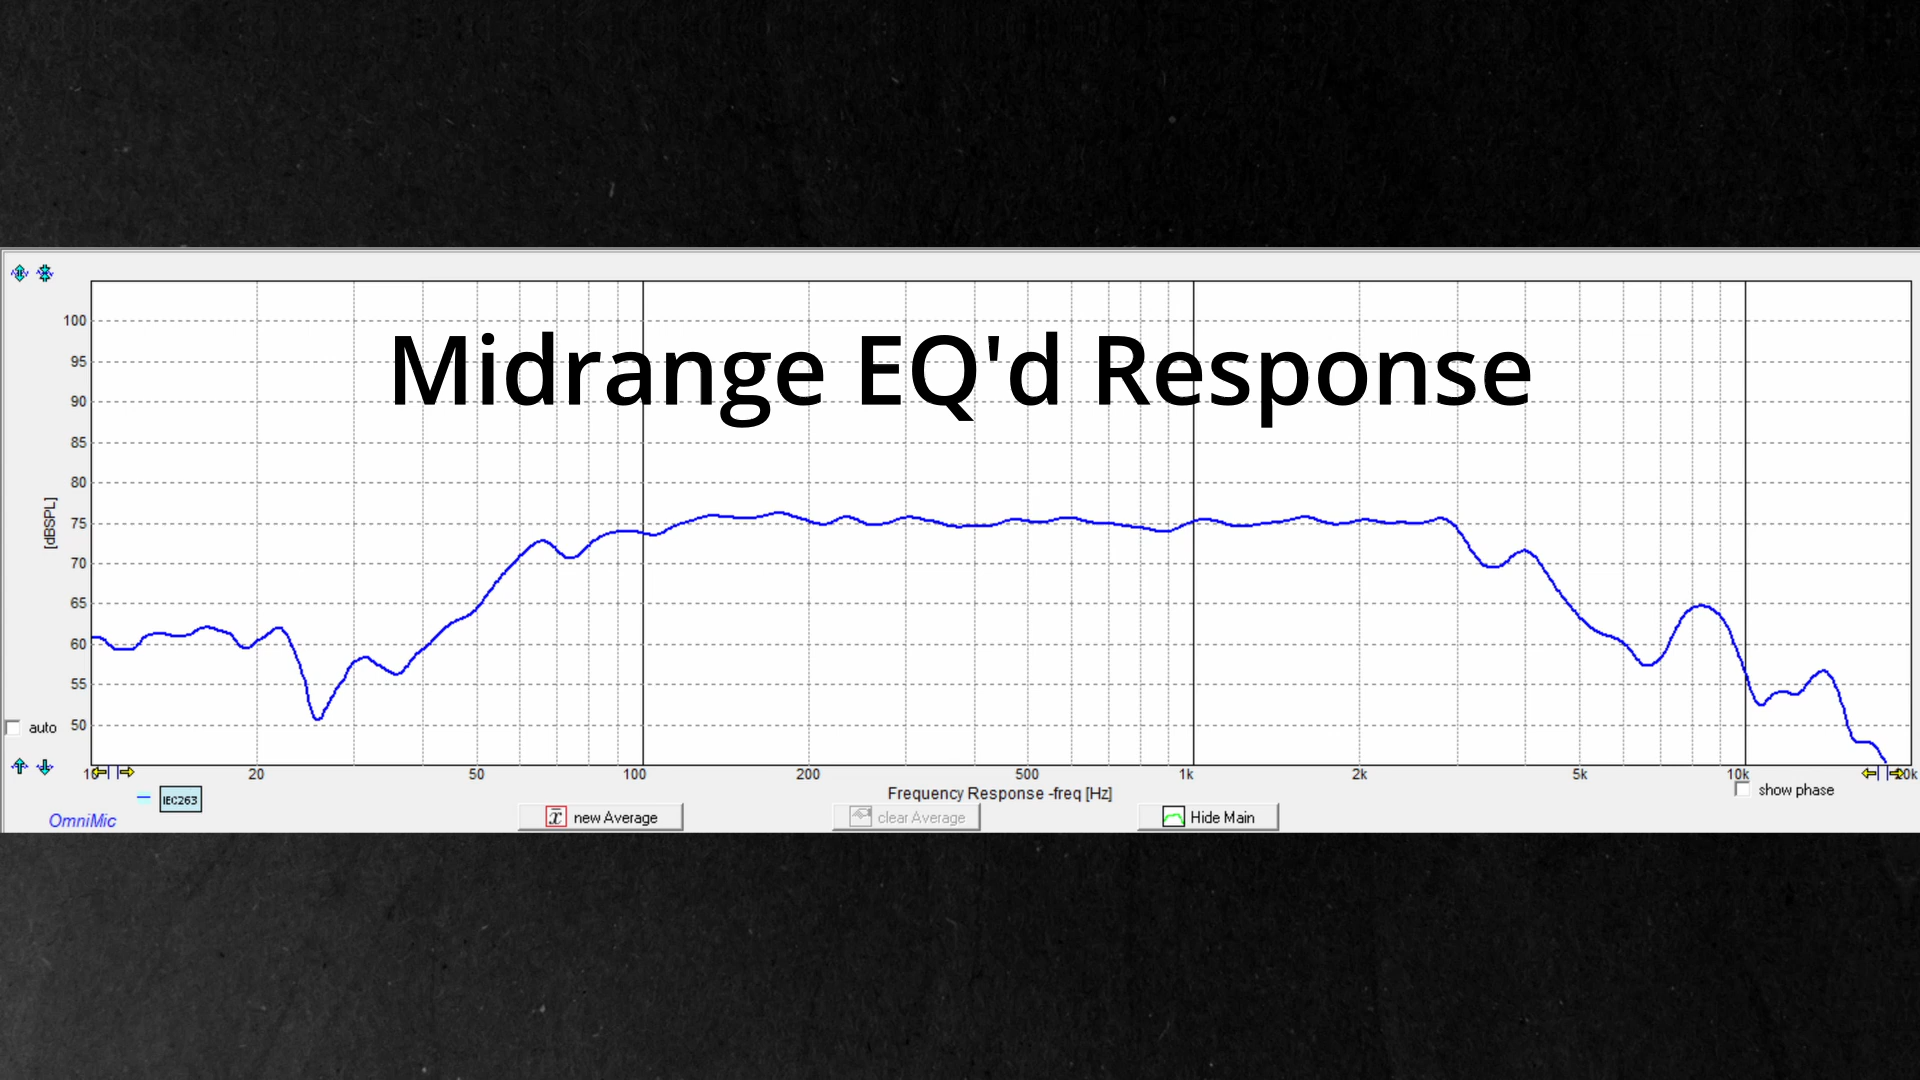 100
95
90
85
80
75
70
65
60
55
50
[dBSPL]
Midrange EQ'd Response
auto
10 20 50 100 200 500 1k 2k 5k 10k 20k
Frequency Response -freq [Hz]
show phase
IEC263
OmniMic
new Average
clear Average
Hide Main